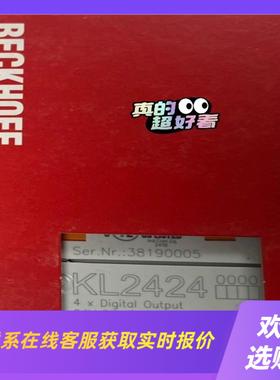 BECKHOFF
真的
超好看
Ser.Nr.: 38190005
KL2424
4 x Digital Output
系在线客服获取实时报价
欢
选购